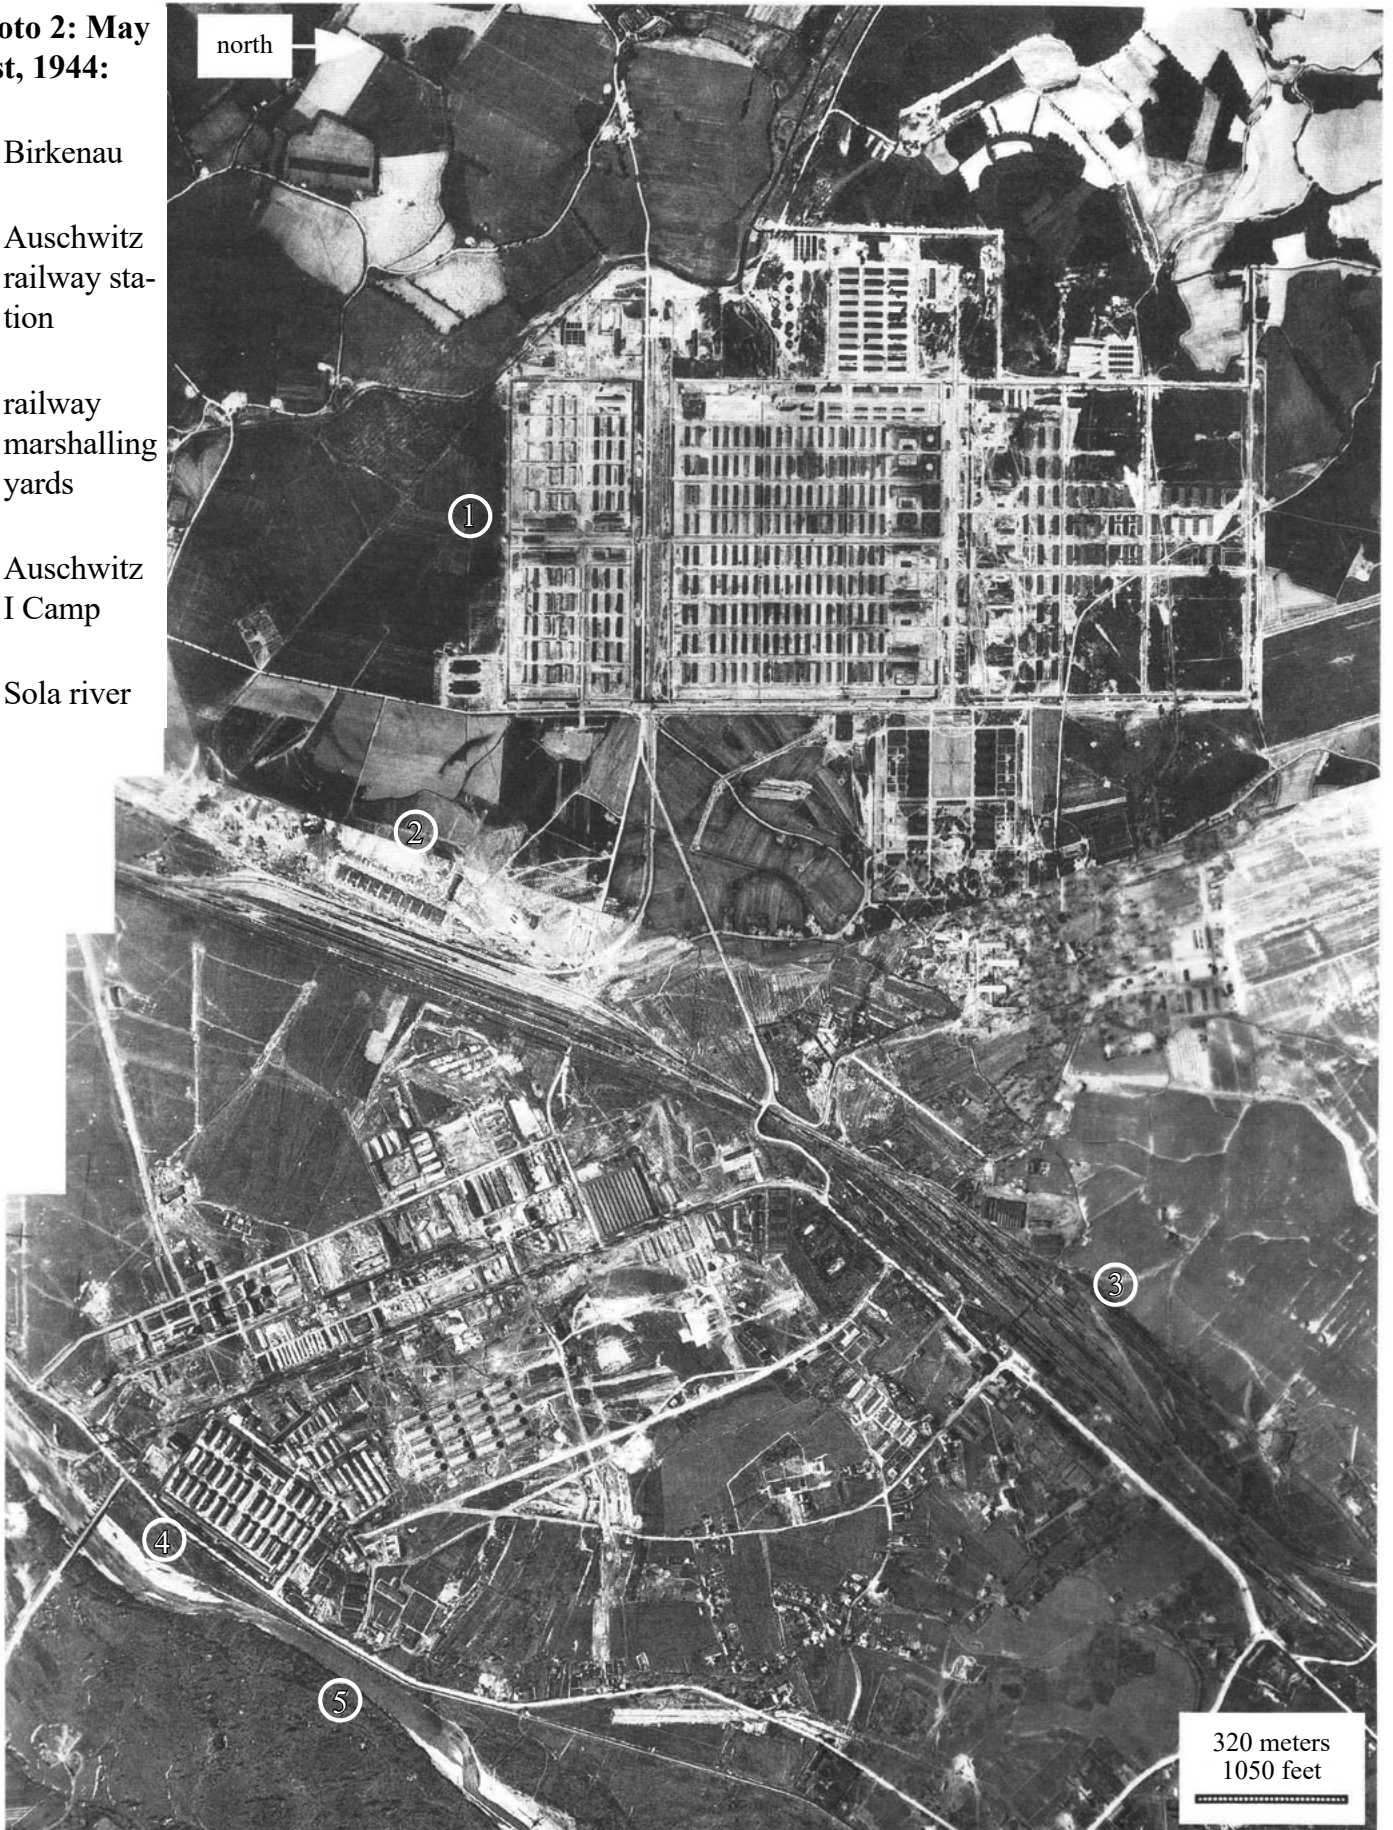 oto 2: May
st, 1944:
Birkenau
Auschwitz
railway sta-
tion
railway
marshalling
yards
Auschwitz
I Camp
Sola river
north
1
2
3
4
5
320 meters
1050 feet